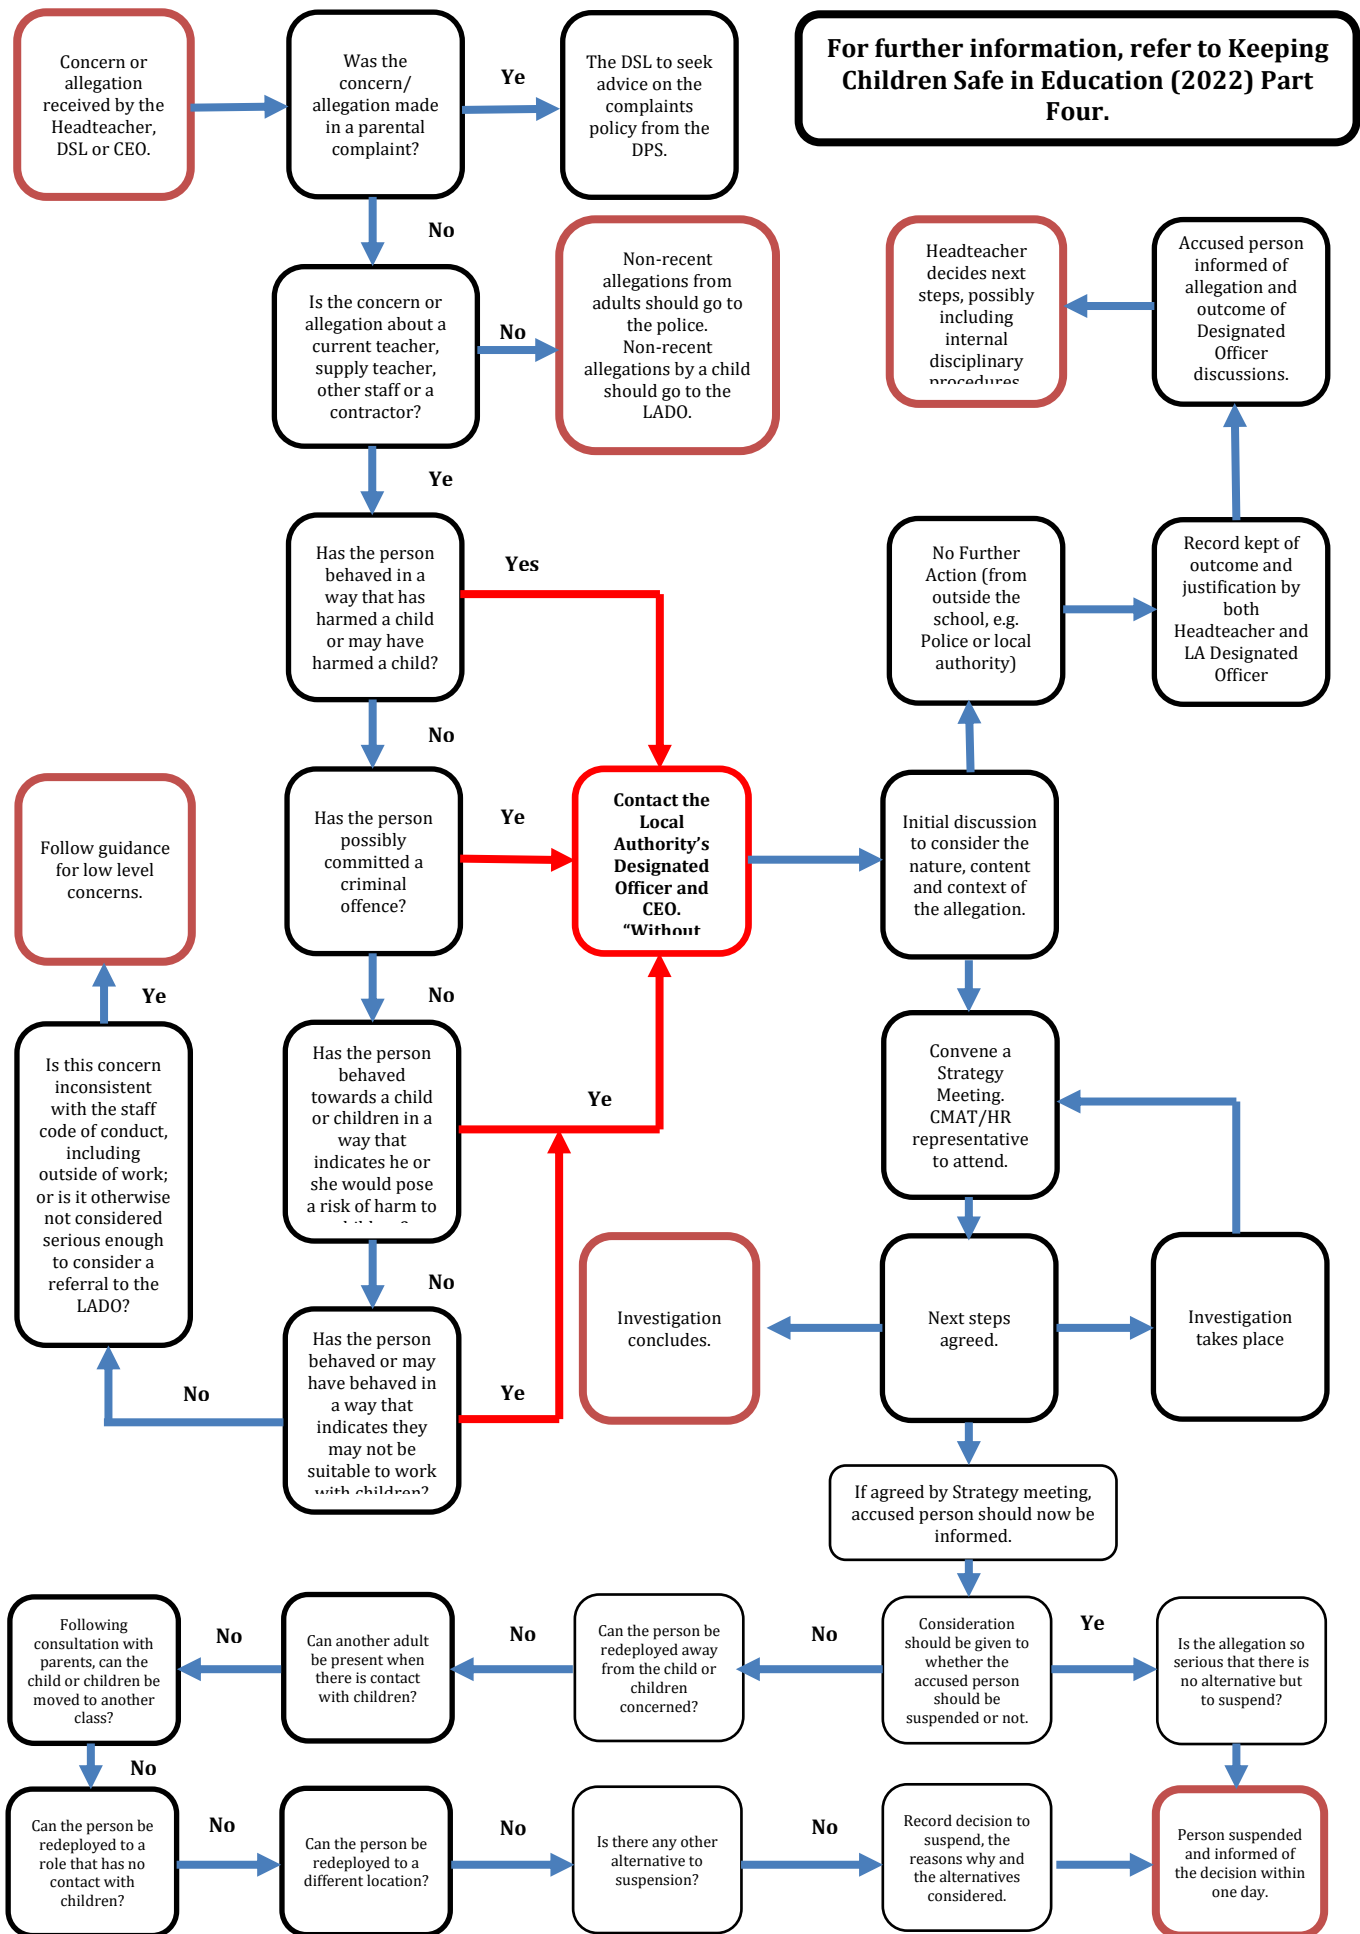 Concern or
allegation
received by the
Headteacher,
DSL or CEO.
Was the
concern/
allegation made
in a parental
complaint?
Ye
The DSL to seek
advice on the
complaints
policy from the
DPS.
For further information, refer to Keeping
Children Safe in Education (2022) Part
Four.
No
Is the concern or
allegation about a
current teacher,
supply teacher,
other staff or a
contractor?
No
Non-recent
allegations from
adults should go to
the police.
Non-recent
allegations by a child
should go to the
LADO.
Headteacher
decides next
steps, possibly
including
internal
disciplinary
procedures
Accused person
informed of
allegation and
outcome of
Designated
Officer
discussions.
Ye
Has the person
behaved in a
way that has
harmed a child
or may have
harmed a child?
Yes
No Further
Action (from
outside the
school, e.g.
Police or local
authority)
Record kept of
outcome and
justification by
both
Headteacher and
LA Designated
Officer
No
Follow guidance
for low level
concerns.
Has the person
possibly
committed a
criminal
offence?
Ye
Contact the
Local
Authority’s
Designated
Officer and
CEO.
“Without
Initial discussion
to consider the
nature, content
and context of
the allegation.
Ye
No
Is this concern
inconsistent
with the staff
code of conduct,
including
outside of work;
or is it otherwise
not considered
serious enough
to consider a
referral to the
LADO?
Has the person
behaved
towards a child
or children in a
way that
indicates he or
she would pose
a risk of harm to
Ye
Convene a
Strategy
Meeting.
CMAT/HR
representative
to attend.
No
Has the person
behaved or may
have behaved in
a way that
indicates they
may not be
suitable to work
with children?
No
Ye
Investigation
concludes.
Next steps
agreed.
Investigation
takes place
If agreed by Strategy meeting,
accused person should now be
informed.
Following
consultation with
parents, can the
child or children be
moved to another
class?
No
Can another adult
be present when
there is contact
with children?
No
Can the person be
redeployed away
from the child or
children
concerned?
No
Consideration
should be given to
whether the
accused person
should be
suspended or not.
Ye
Is the allegation so
serious that there is
no alternative but
to suspend?
No
Can the person be
redeployed to a
role that has no
contact with
children?
No
Can the person be
redeployed to a
different location?
No
Is there any other
alternative to
suspension?
No
Record decision to
suspend, the
reasons why and
the alternatives
considered.
Person suspended
and informed of
the decision within
one day.